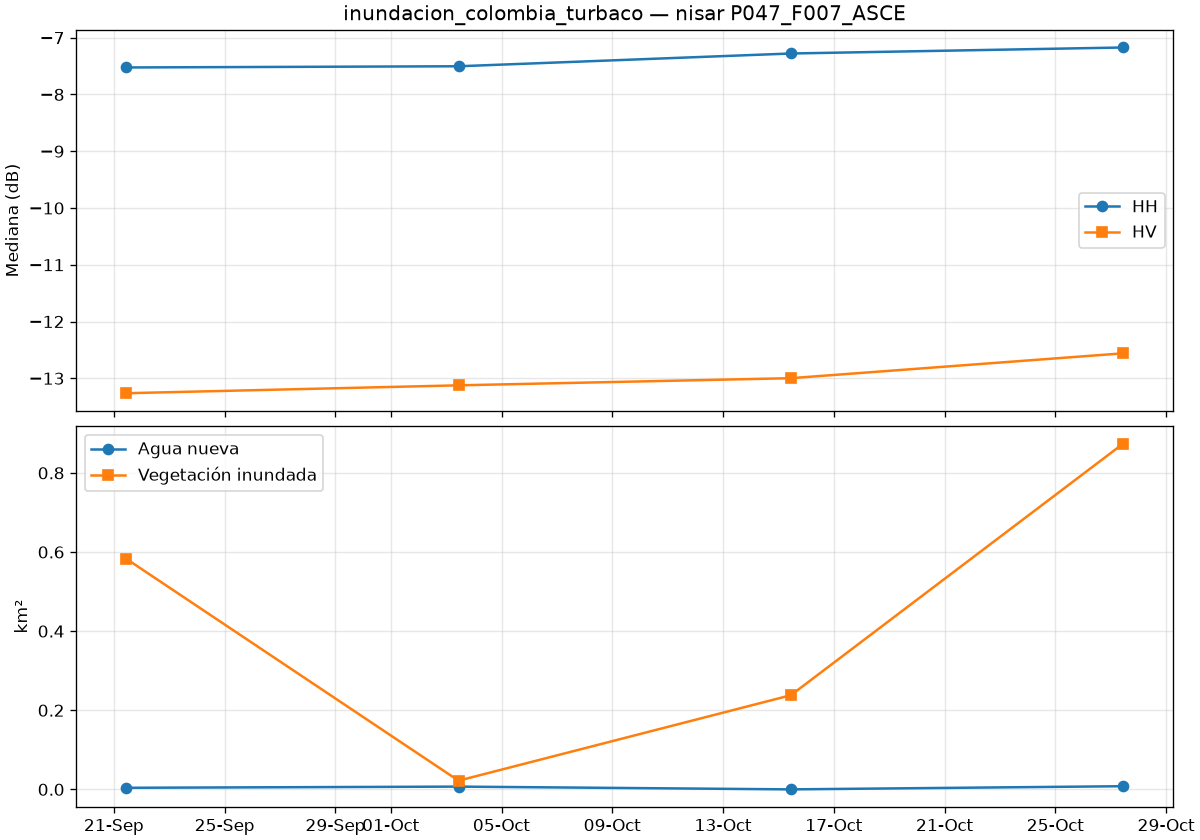 inundacion_colombia_turbaco — nisar P047_F007_ASCE
−7
−8
−9
−10
−11
−12
−13
Mediana (dB)
HH
HV
Agua nueva
Vegetación inundada
0.8
0.6
0.4
0.2
0.0
km²
21-Sep 25-Sep 29-Sep 01-Oct 05-Oct 09-Oct 13-Oct 17-Oct 21-Oct 25-Oct 29-Oct